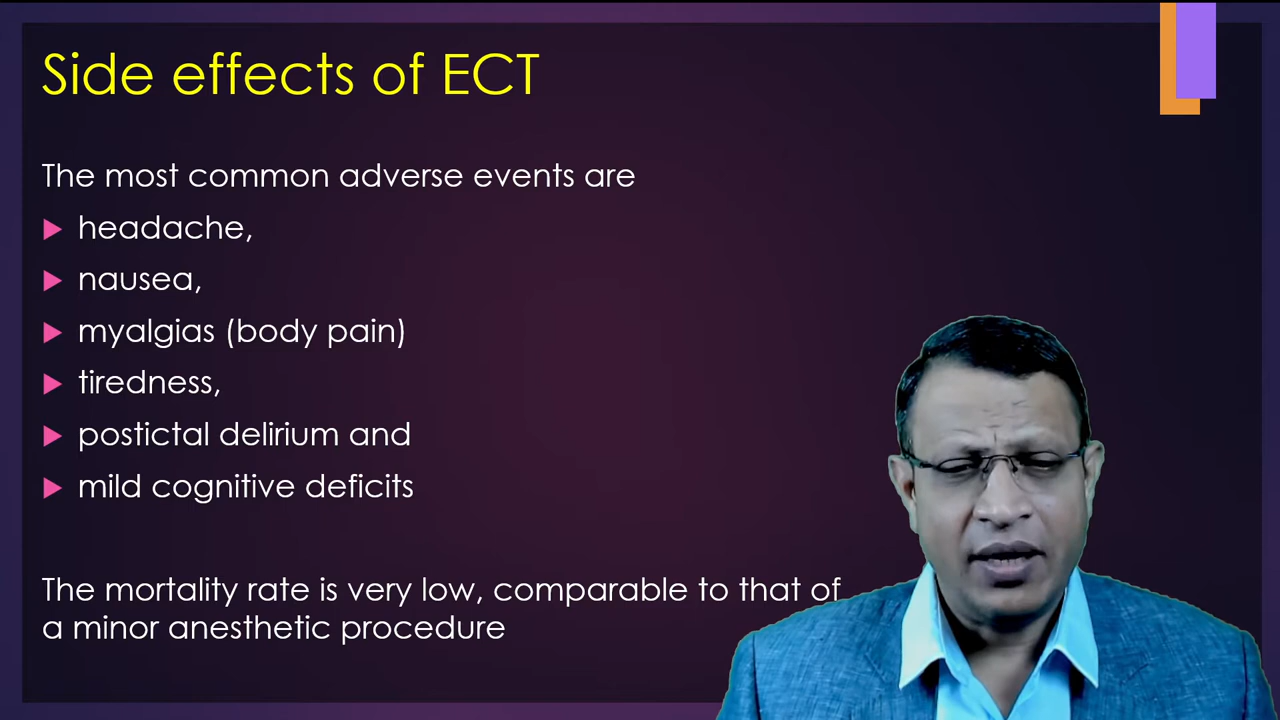 Side effects of ECT
The most common adverse events are
headache,
nausea,
myalgias (body pain)
tiredness,
postictal delirium and
mild cognitive deficits
The mortality rate is very low, comparable to that of
a minor anesthetic procedure